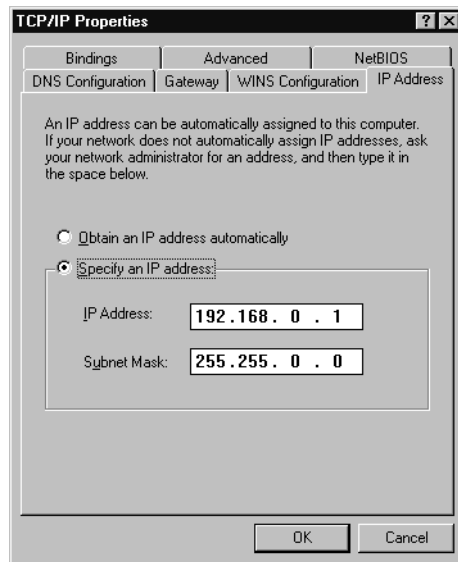 TCP/IP Properties
? X
Bindings Advanced NetBIOS
DNS Configuration Gateway WINS Configuration IP Address
An IP address can be automatically assigned to this computer.
If your network does not automatically assign IP addresses, ask
your network administrator for an address, and then type it in
the space below.
Obtain an IP address automatically
Specify an IP address:
IP Address: 192.168. 0 . 1
Subnet Mask: 255.255. 0 . 0
OK Cancel